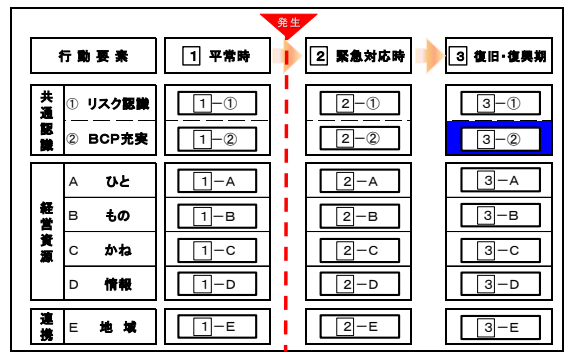 発生
行動要素 1 平常時 2 緊急対応時 3 復旧・復興期
共通認識
① リスク認識 1－① 2－① 3－①
② BCP充実 1－② 2－② 3－②
経営資源
A ひと 1－A 2－A 3－A
B もの 1－B 2－B 3－B
C かね 1－C 2－C 3－C
D 情報 1－D 2－D 3－D
連携
E 地域 1－E 2－E 3－E